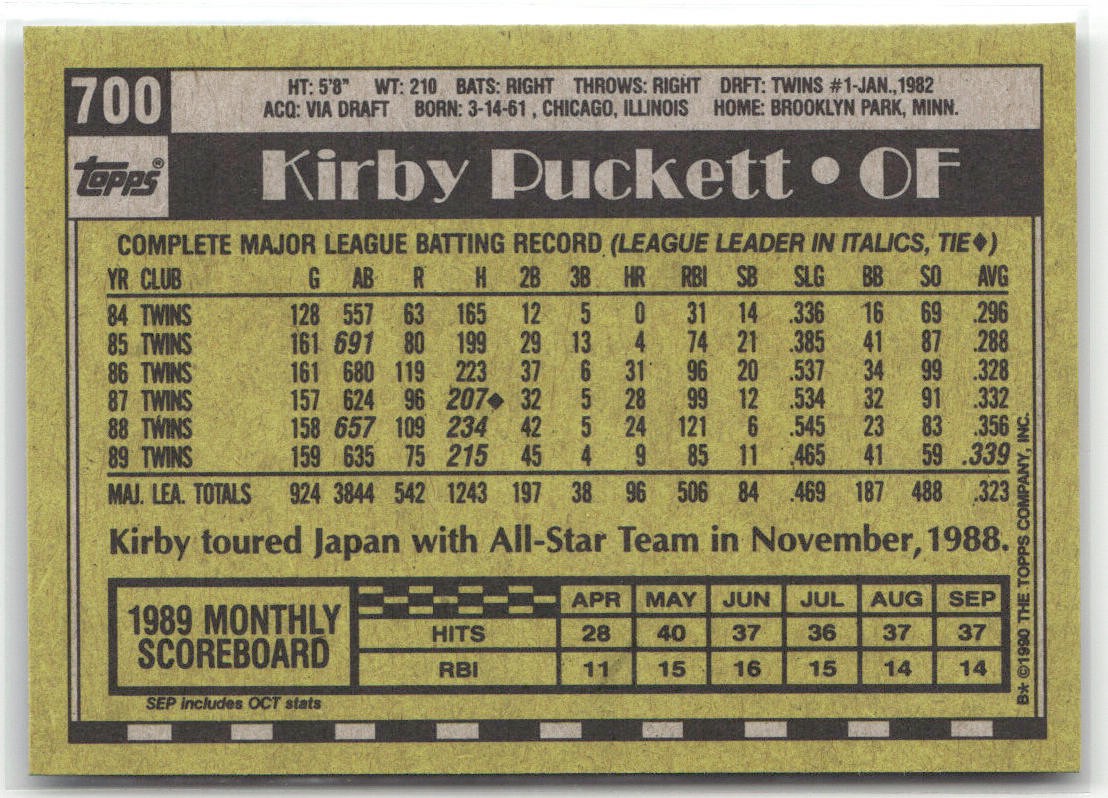 700
HT: 5'8" WT: 210 BATS: RIGHT THROWS: RIGHT DRFT: TWINS #1-JAN.,1982
ACQ: VIA DRAFT BORN: 3-14-61 , CHICAGO, ILLINOIS HOME: BROOKLYN PARK, MINN.
topps®
Kirby Puckett • OF
COMPLETE MAJOR LEAGUE BATTING RECORD (LEAGUE LEADER IN ITALICS, TIE♦)
YR CLUB G AB R H 2B 3B HR RBI SB SLG BB SO AVG
84 TWINS 128 557 63 165 12 5 0 31 14 .336 16 69 .296
85 TWINS 161 691 80 199 29 13 4 74 21 .385 41 87 .288
86 TWINS 161 680 119 223 37 6 31 96 20 .537 34 99 .328
87 TWINS 157 624 96 207♦ 32 5 28 99 12 .534 32 91 .332
88 TWINS 158 657 109 234 42 5 24 121 6 .545 23 83 .356
89 TWINS 159 635 75 215 45 4 9 85 11 .465 41 59 .339
MAJ. LEA. TOTALS 924 3844 542 1243 197 38 96 506 84 .469 187 488 .323
Kirby toured Japan with All-Star Team in November, 1988.
1989 MONTHLY
SCOREBOARD
APR MAY JUN JUL AUG SEP
HITS 28 40 37 36 37 37
RBI 11 15 16 15 14 14
SEP includes OCT stats
B* ©1990 THE TOPPS COMPANY, INC.